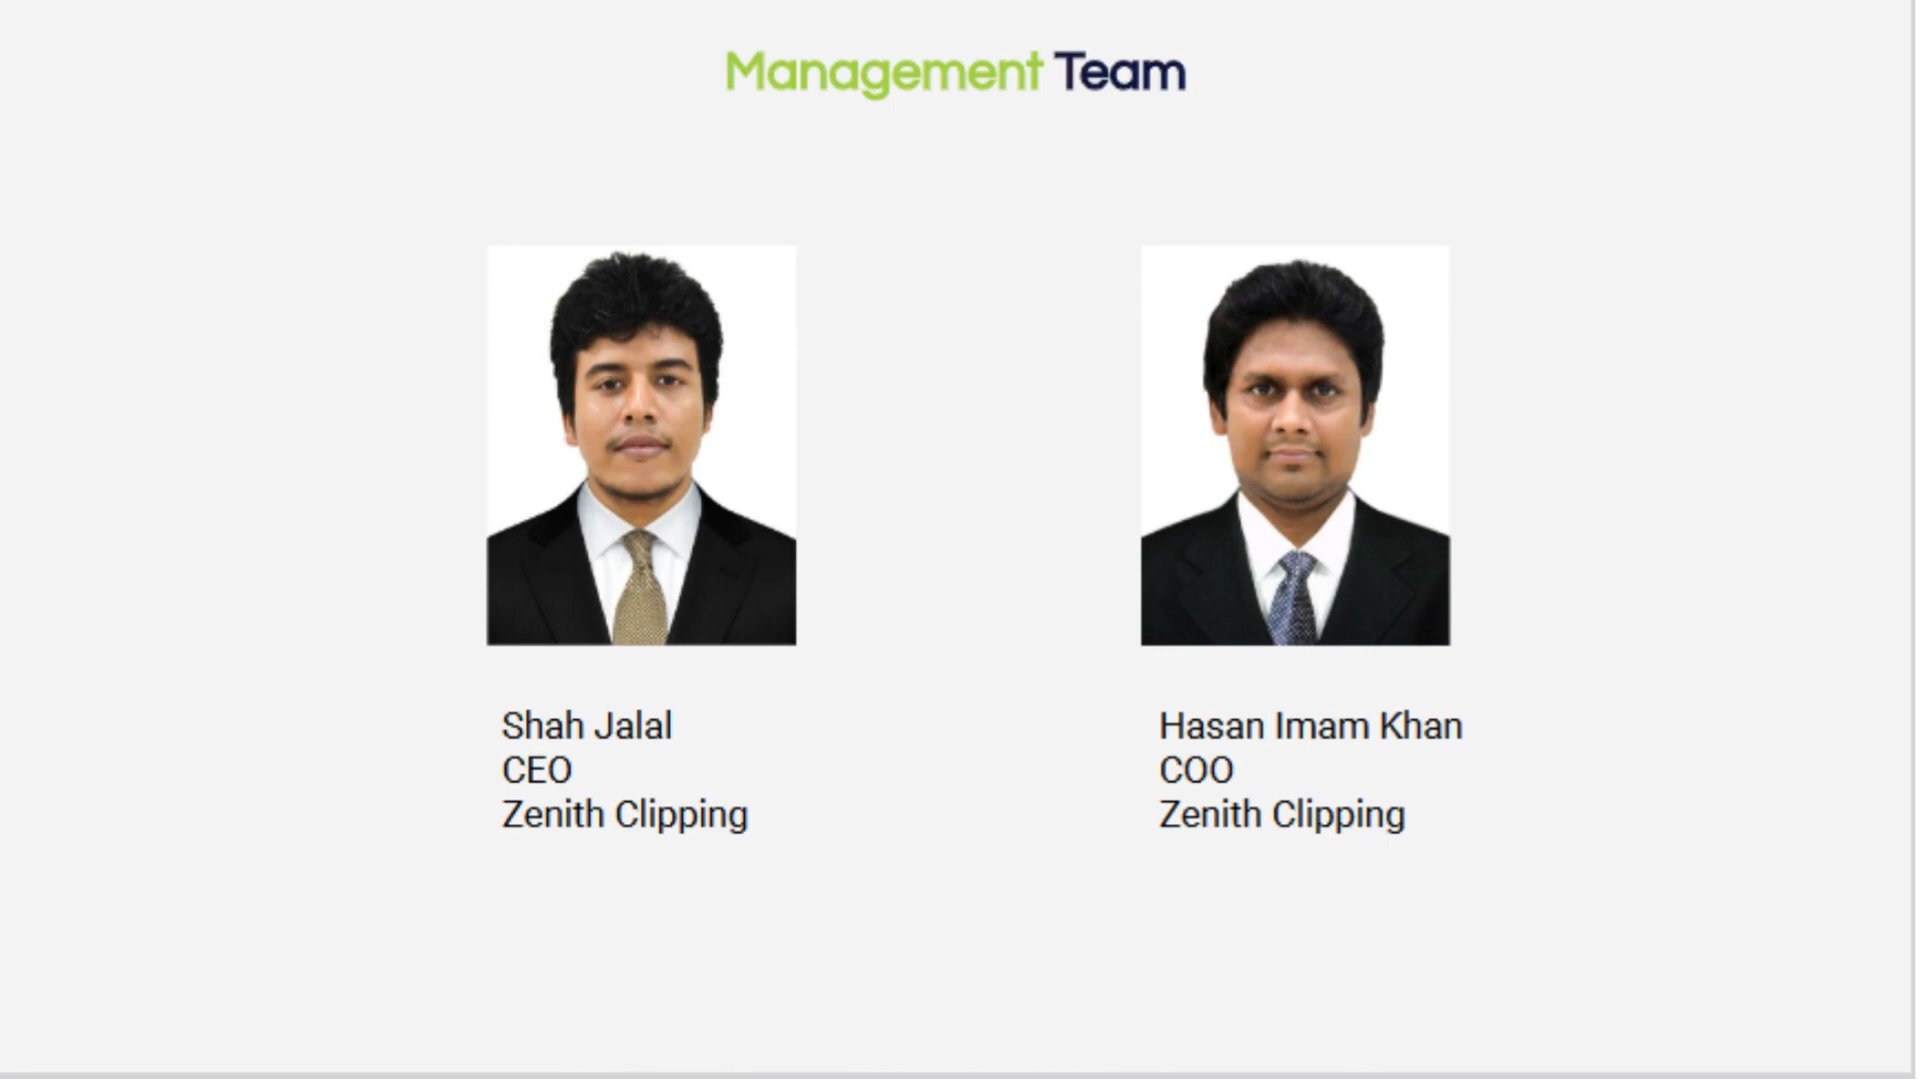 Management Team
Shah Jalal
CEO
Zenith Clipping
Hasan Imam Khan
COO
Zenith Clipping